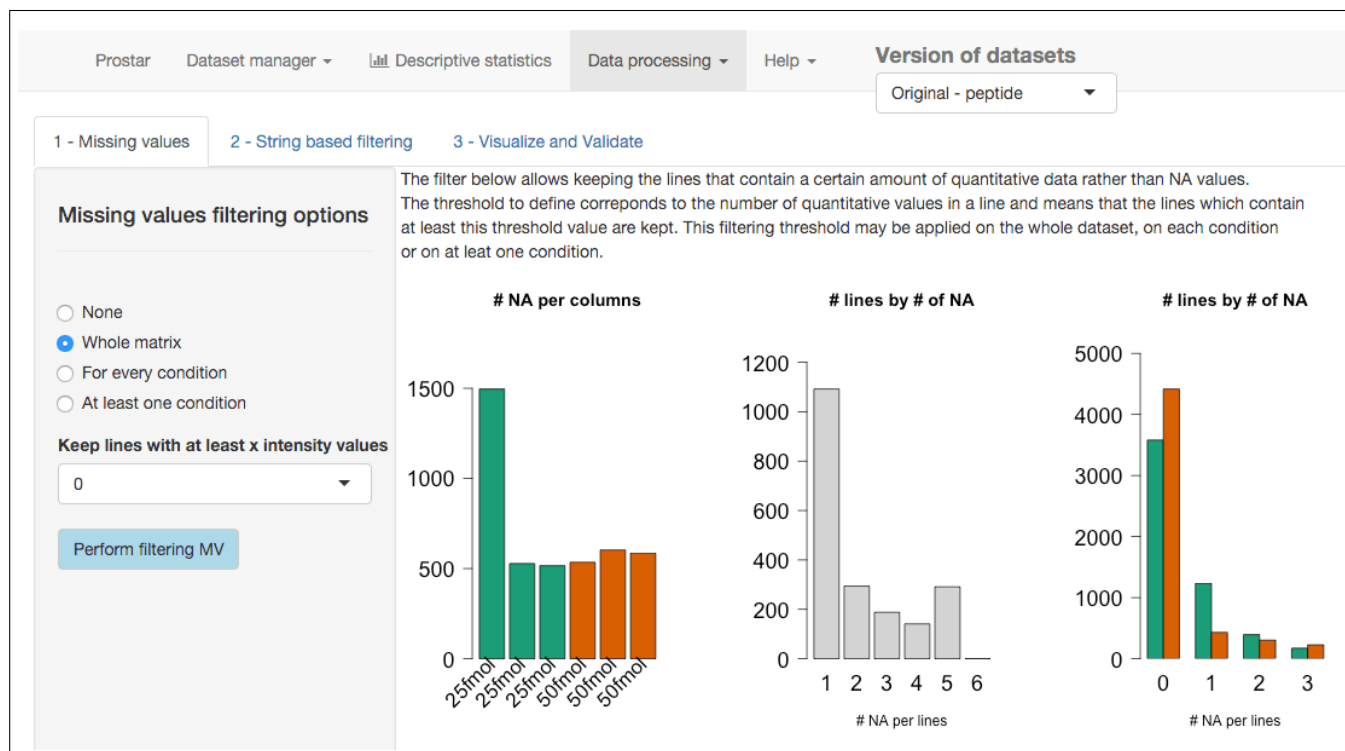 Prostar
Dataset manager
Descriptive statistics
Data processing
Help
Version of datasets
Original - peptide
1 - Missing values
2 - String based filtering
3 - Visualize and Validate
Missing values filtering options
None
Whole matrix
For every condition
At least one condition
Keep lines with at least x intensity values
0
Perform filtering MV
The filter below allows keeping the lines that contain a certain amount of quantitative data rather than NA values.
The threshold to define correponds to the number of quantitative values in a line and means that the lines which contain
at least this threshold value are kept. This filtering threshold may be applied on the whole dataset, on each condition
or on at leat one condition.
# NA per columns
1500
1000
500
0
25fmol
25fmol
25fmol
50fmol
50fmol
50fmol
# lines by # of NA
1200
1000
800
600
400
200
0
1 2 3 4 5 6
# NA per lines
# lines by # of NA
5000
4000
3000
2000
1000
0
0 1 2 3
# NA per lines